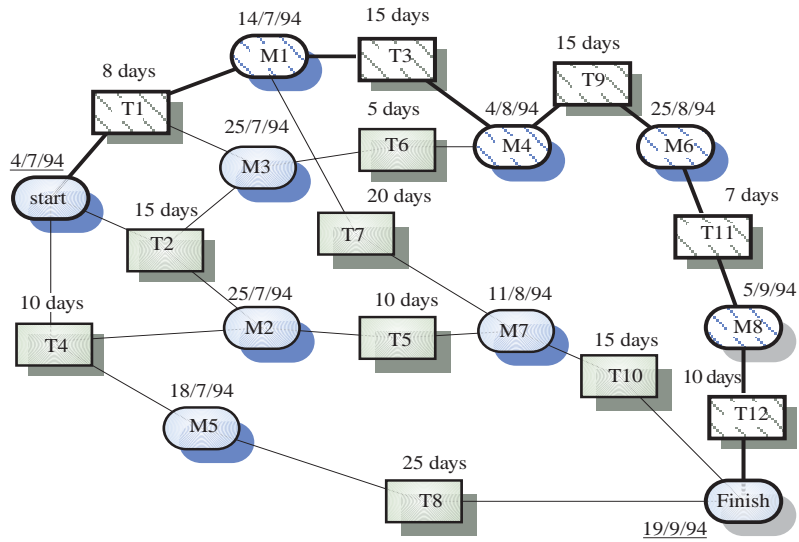 14/7/94
15 days
M1
T3
15 days
8 days
T9
T1
5 days
4/8/94
25/8/94
25/7/94
T6
M4
M6
4/7/94
M3
start
20 days
7 days
15 days
T2
T7
T11
25/7/94
11/8/94
5/9/94
10 days
M2
10 days
M7
M8
T4
T5
15 days
T10
10 days
18/7/94
M5
T12
25 days
T8
Finish
19/9/94